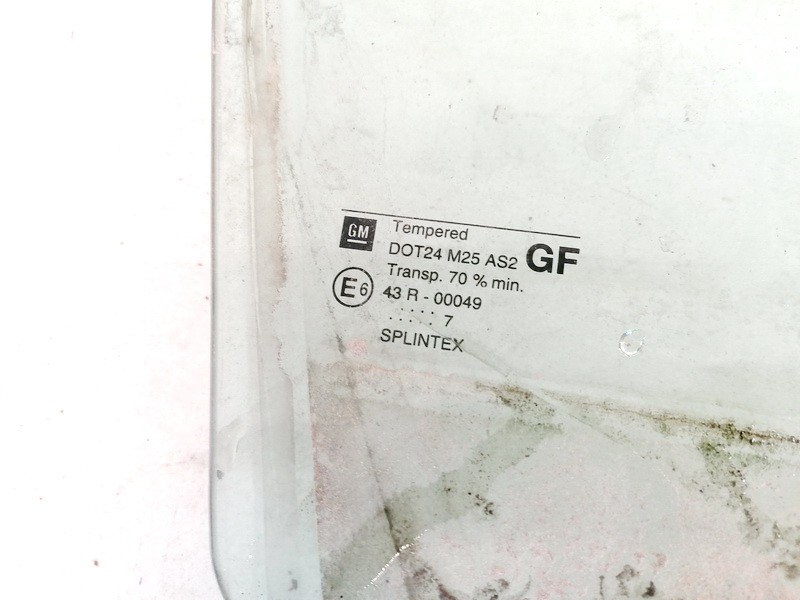 GM Tempered
DOT24 M25 AS2 GF
Transp. 70 % min.
E6 43 R - 00049
..... 7
SPLINTEX